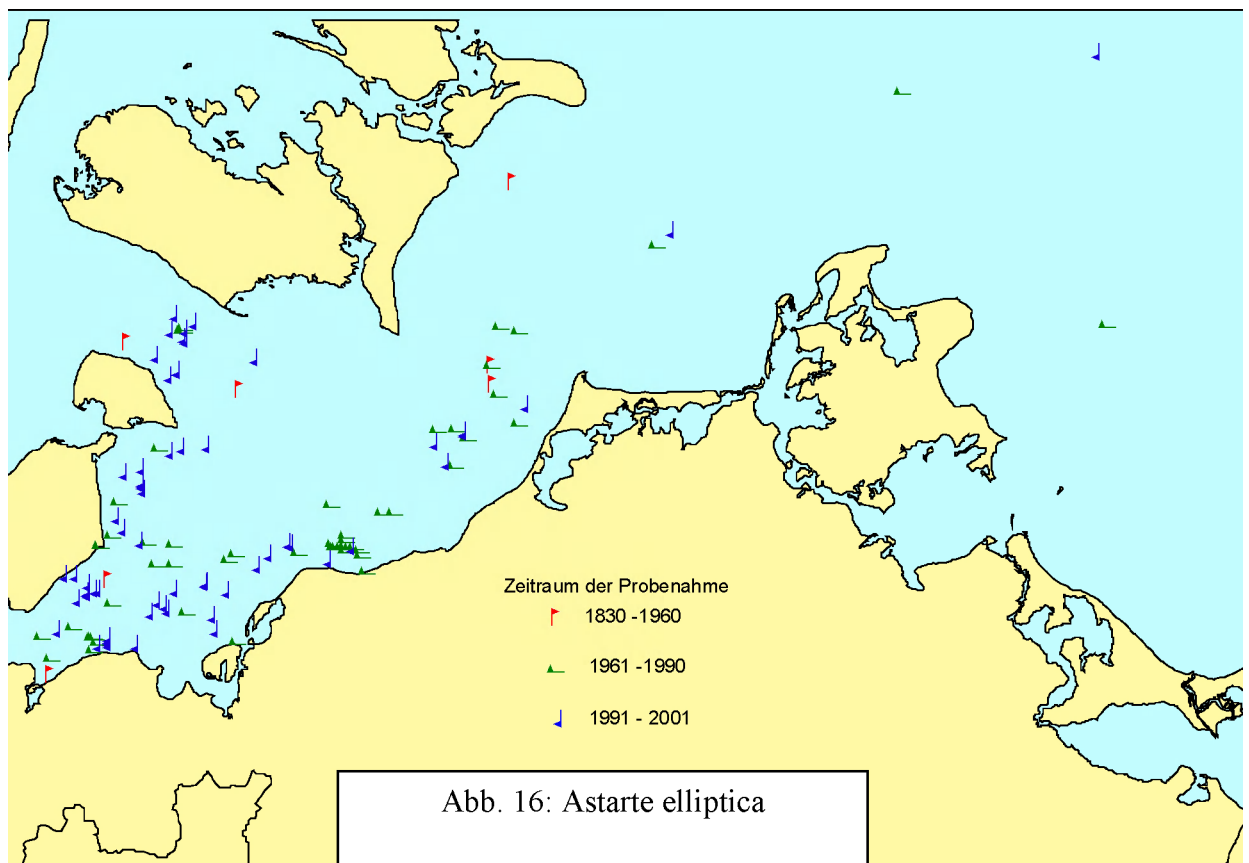 Zeitraum der Probenahme
1830 -1960
1961 -1990
1991 - 2001
Abb. 16: Astarte elliptica